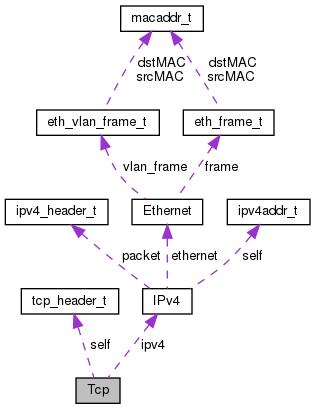 macaddr_t
dstMAC
srcMAC
dstMAC
srcMAC
eth_vlan_frame_t
eth_frame_t
vlan_frame
frame
ipv4_header_t
Ethernet
ipv4addr_t
packet
ethernet
self
tcp_header_t
IPv4
self
ipv4
Tcp